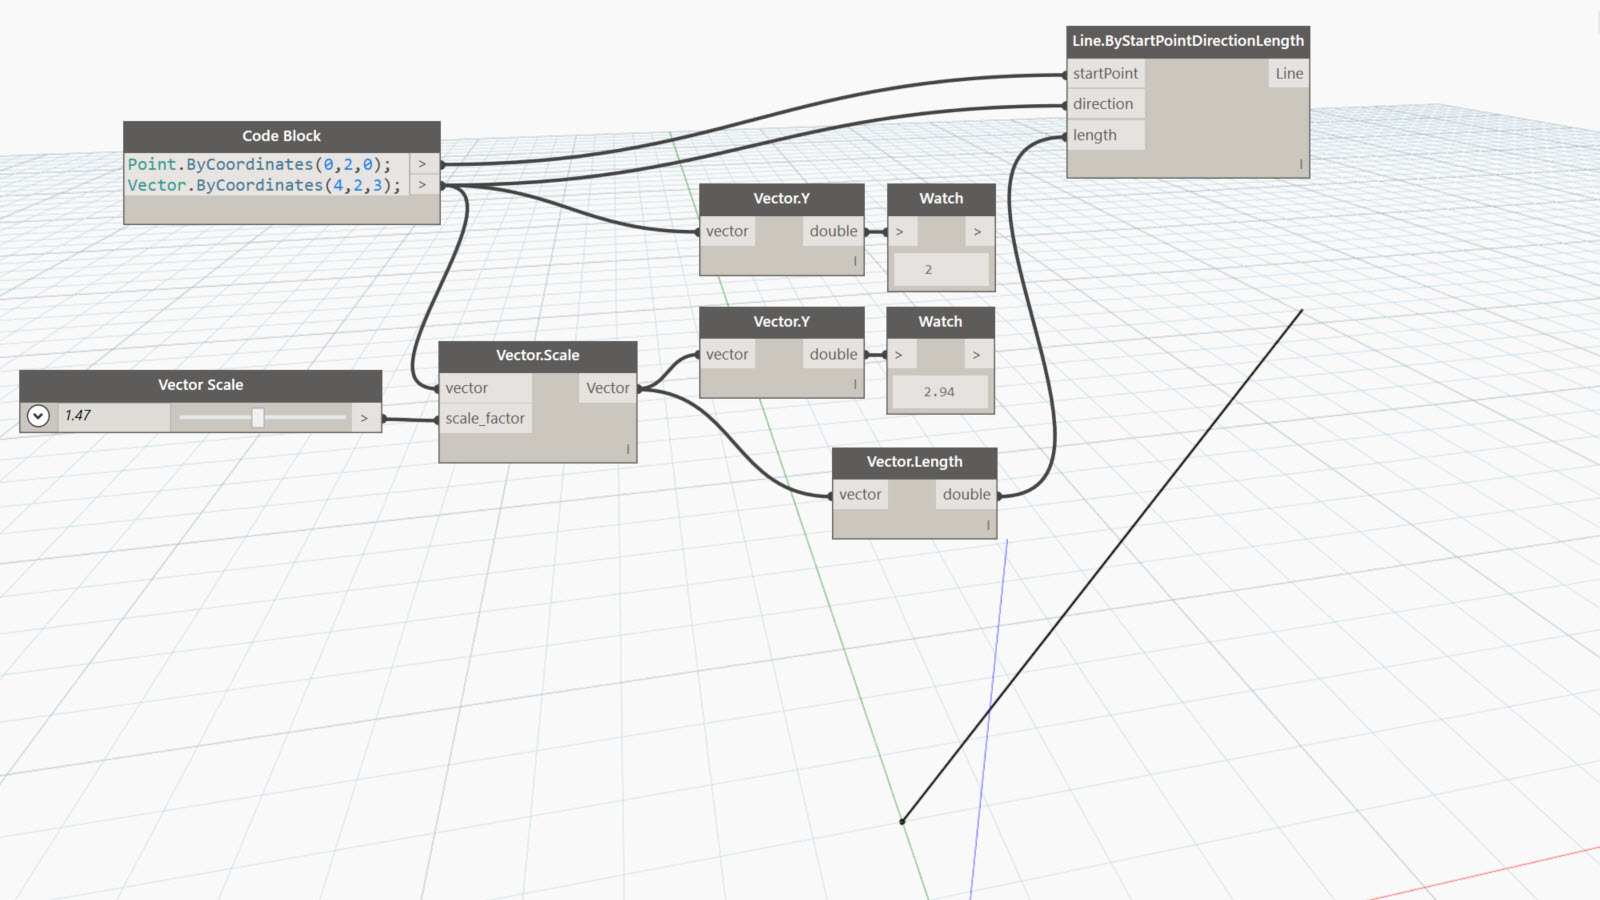 Line.ByStartPointDirectionLength
startPoint Line
direction
length
Code Block
Point.ByCoordinates(0,2,0); >
Vector.ByCoordinates(4,2,3); >
Vector.Y
vector double
Watch
> >
2
Vector.Y
vector double
Watch
> >
2.94
Vector.Scale
vector Vector
scale_factor
Vector Scale
1.47 >
Vector.Length
vector double